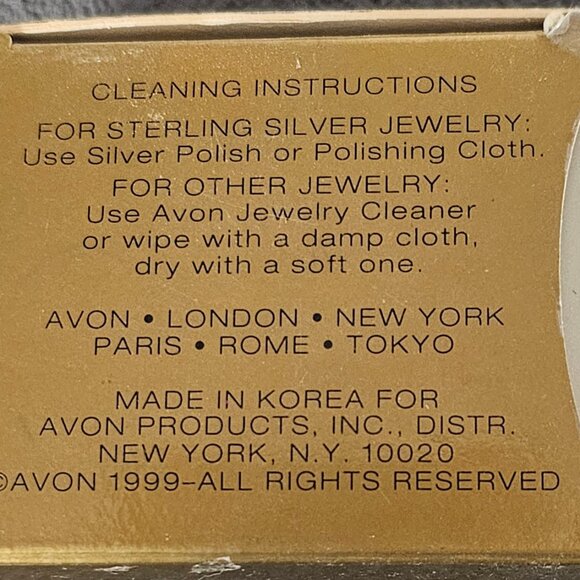 CLEANING INSTRUCTIONS
FOR STERLING SILVER JEWELRY:
Use Silver Polish or Polishing Cloth.
FOR OTHER JEWELRY:
Use Avon Jewelry Cleaner
or wipe with a damp cloth,
dry with a soft one.
AVON • LONDON • NEW YORK
PARIS • ROME • TOKYO
MADE IN KOREA FOR
AVON PRODUCTS, INC., DISTR.
NEW YORK, N.Y. 10020
©AVON 1999–ALL RIGHTS RESERVED